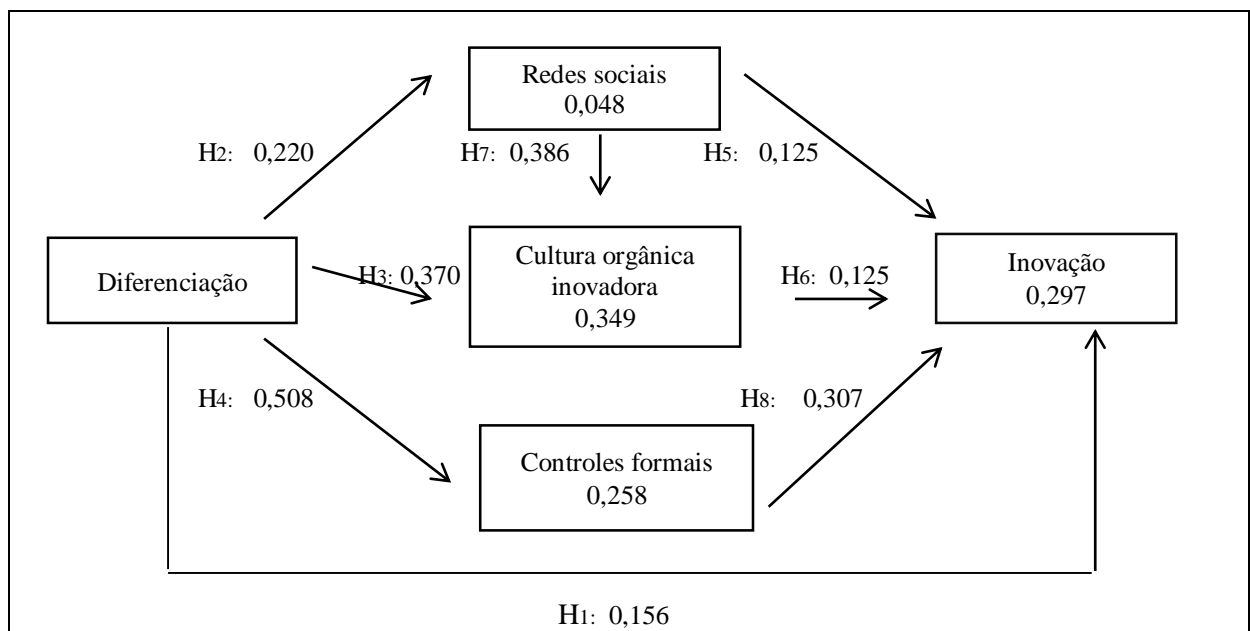 Redes sociais
0,048
H2: 0,220
H7: 0,386
H5: 0,125
Diferenciação
H3: 0,370
Cultura orgânica
inovadora
0,349
H6: 0,125
Inovação
0,297
H4: 0,508
H8: 0,307
Controles formais
0,258
H1: 0,156